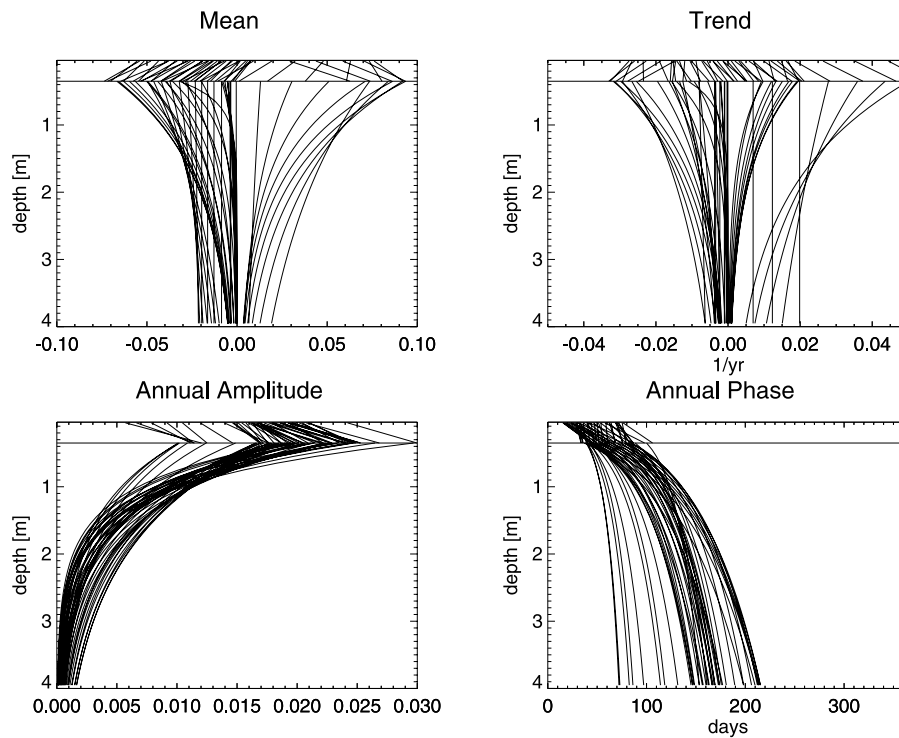 Mean
depth [m]
1
2
3
4
-0.10 -0.05 0.00 0.05 0.10
Trend
depth [m]
1
2
3
4
-0.04 -0.02 0.00 0.02 0.04
1/yr
Annual Amplitude
depth [m]
1
2
3
4
0.000 0.005 0.010 0.015 0.020 0.025 0.030
Annual Phase
depth [m]
1
2
3
4
0 100 200 300
days